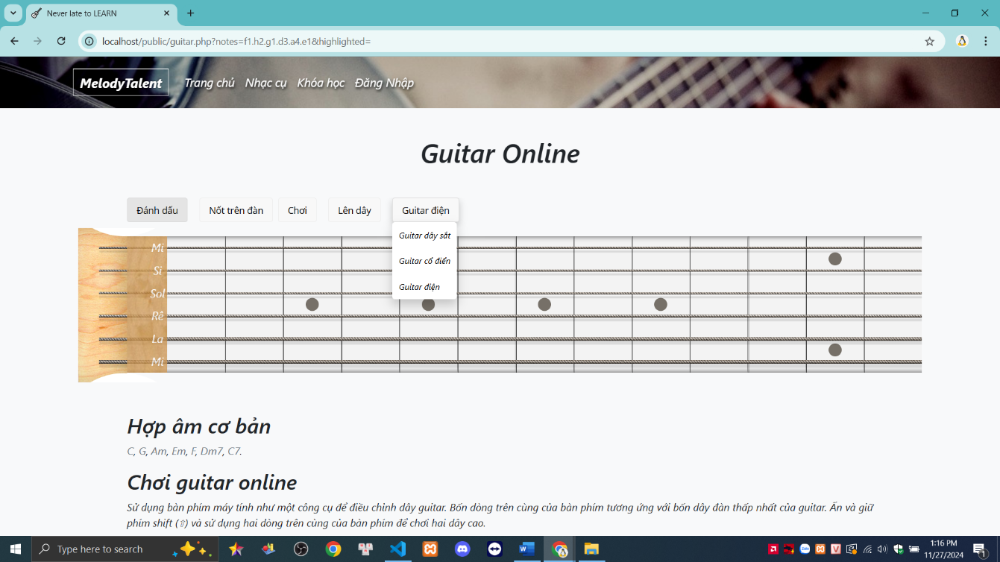 Never late to LEARN
localhost/public/guitar.php?notes=f1.h2.g1.d3.a4.e1&highlighted=
MelodyTalent Trang chủ Nhạc cụ Khóa học Đăng Nhập
Guitar Online
Đánh dấu Nốt trên đàn Chơi Lên dây Guitar điện
Guitar dây sắt
Guitar cổ điển
Guitar điện
Mi
Si
Sol
Rê
La
Mi
Hợp âm cơ bản
C, G, Am, Em, F, Dm7, C7.
Chơi guitar online
Sử dụng bàn phím máy tính như một công cụ để điều chỉnh dây guitar. Bốn dòng trên cùng của bàn phím tương ứng với bốn dây đàn thấp nhất của guitar. Ấn và giữ
phím shift (⇧) và sử dụng hai dòng trên cùng của bàn phím để chơi hai dây cao.
Type here to search
1:16 PM
11/27/2024